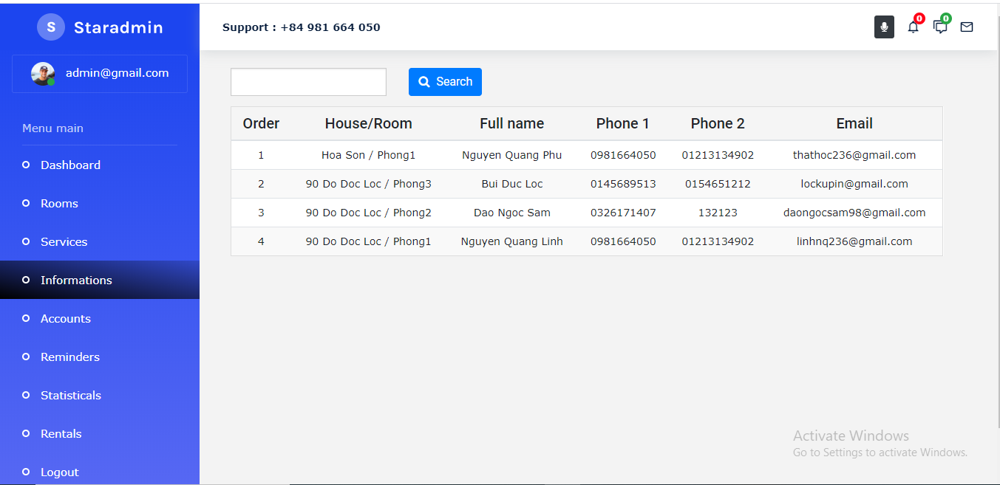 S Staradmin
Support : +84 981 664 050
0
0
admin@gmail.com
Search
Menu main
Dashboard
Rooms
Services
Informations
Accounts
Reminders
Statisticals
Rentals
Logout
Order House/Room Full name Phone 1 Phone 2 Email
1 Hoa Son / Phong1 Nguyen Quang Phu 0981664050 01213134902 thathoc236@gmail.com
2 90 Do Doc Loc / Phong3 Bui Duc Loc 0145689513 0154651212 lockupin@gmail.com
3 90 Do Doc Loc / Phong2 Dao Ngoc Sam 0326171407 132123 daongocsam98@gmail.com
4 90 Do Doc Loc / Phong1 Nguyen Quang Linh 0981664050 01213134902 linhnq236@gmail.com
Activate Windows
Go to Settings to activate Windows.